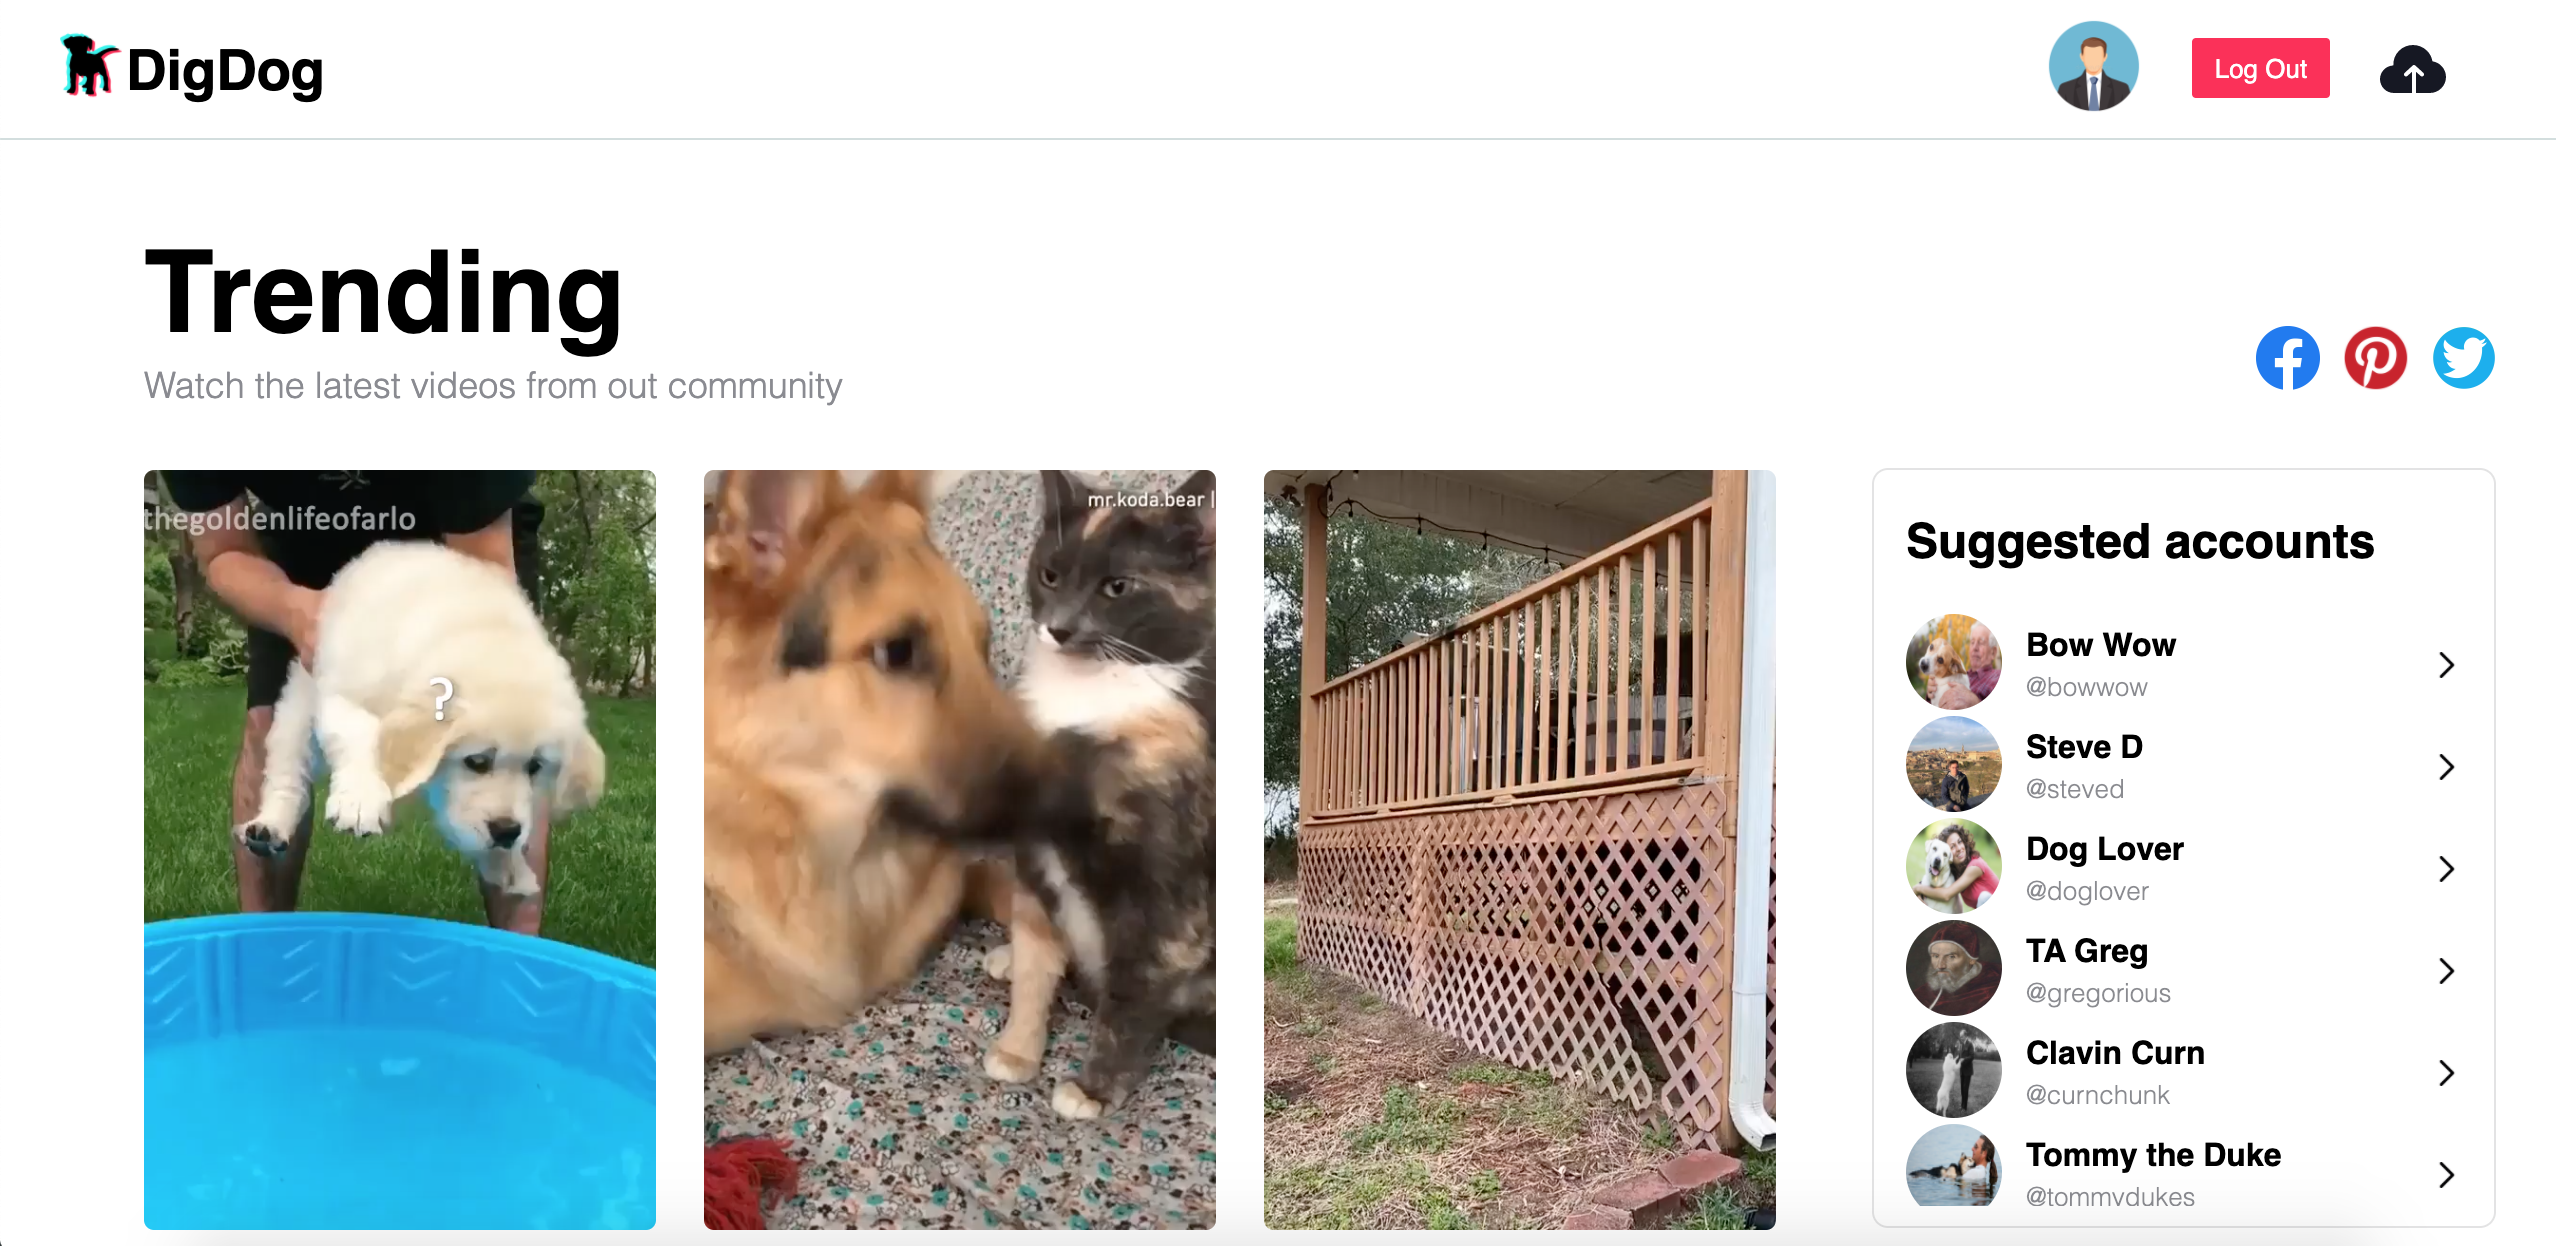 DigDog
Log Out
Trending
Watch the latest videos from out community
thegoldenlifeofarlo
?
mr.koda.bear |
Suggested accounts
Bow Wow
@bowwow
Steve D
@steved
Dog Lover
@doglover
TA Greg
@gregorious
Clavin Curn
@curnchunk
Tommy the Duke
@tommydukes